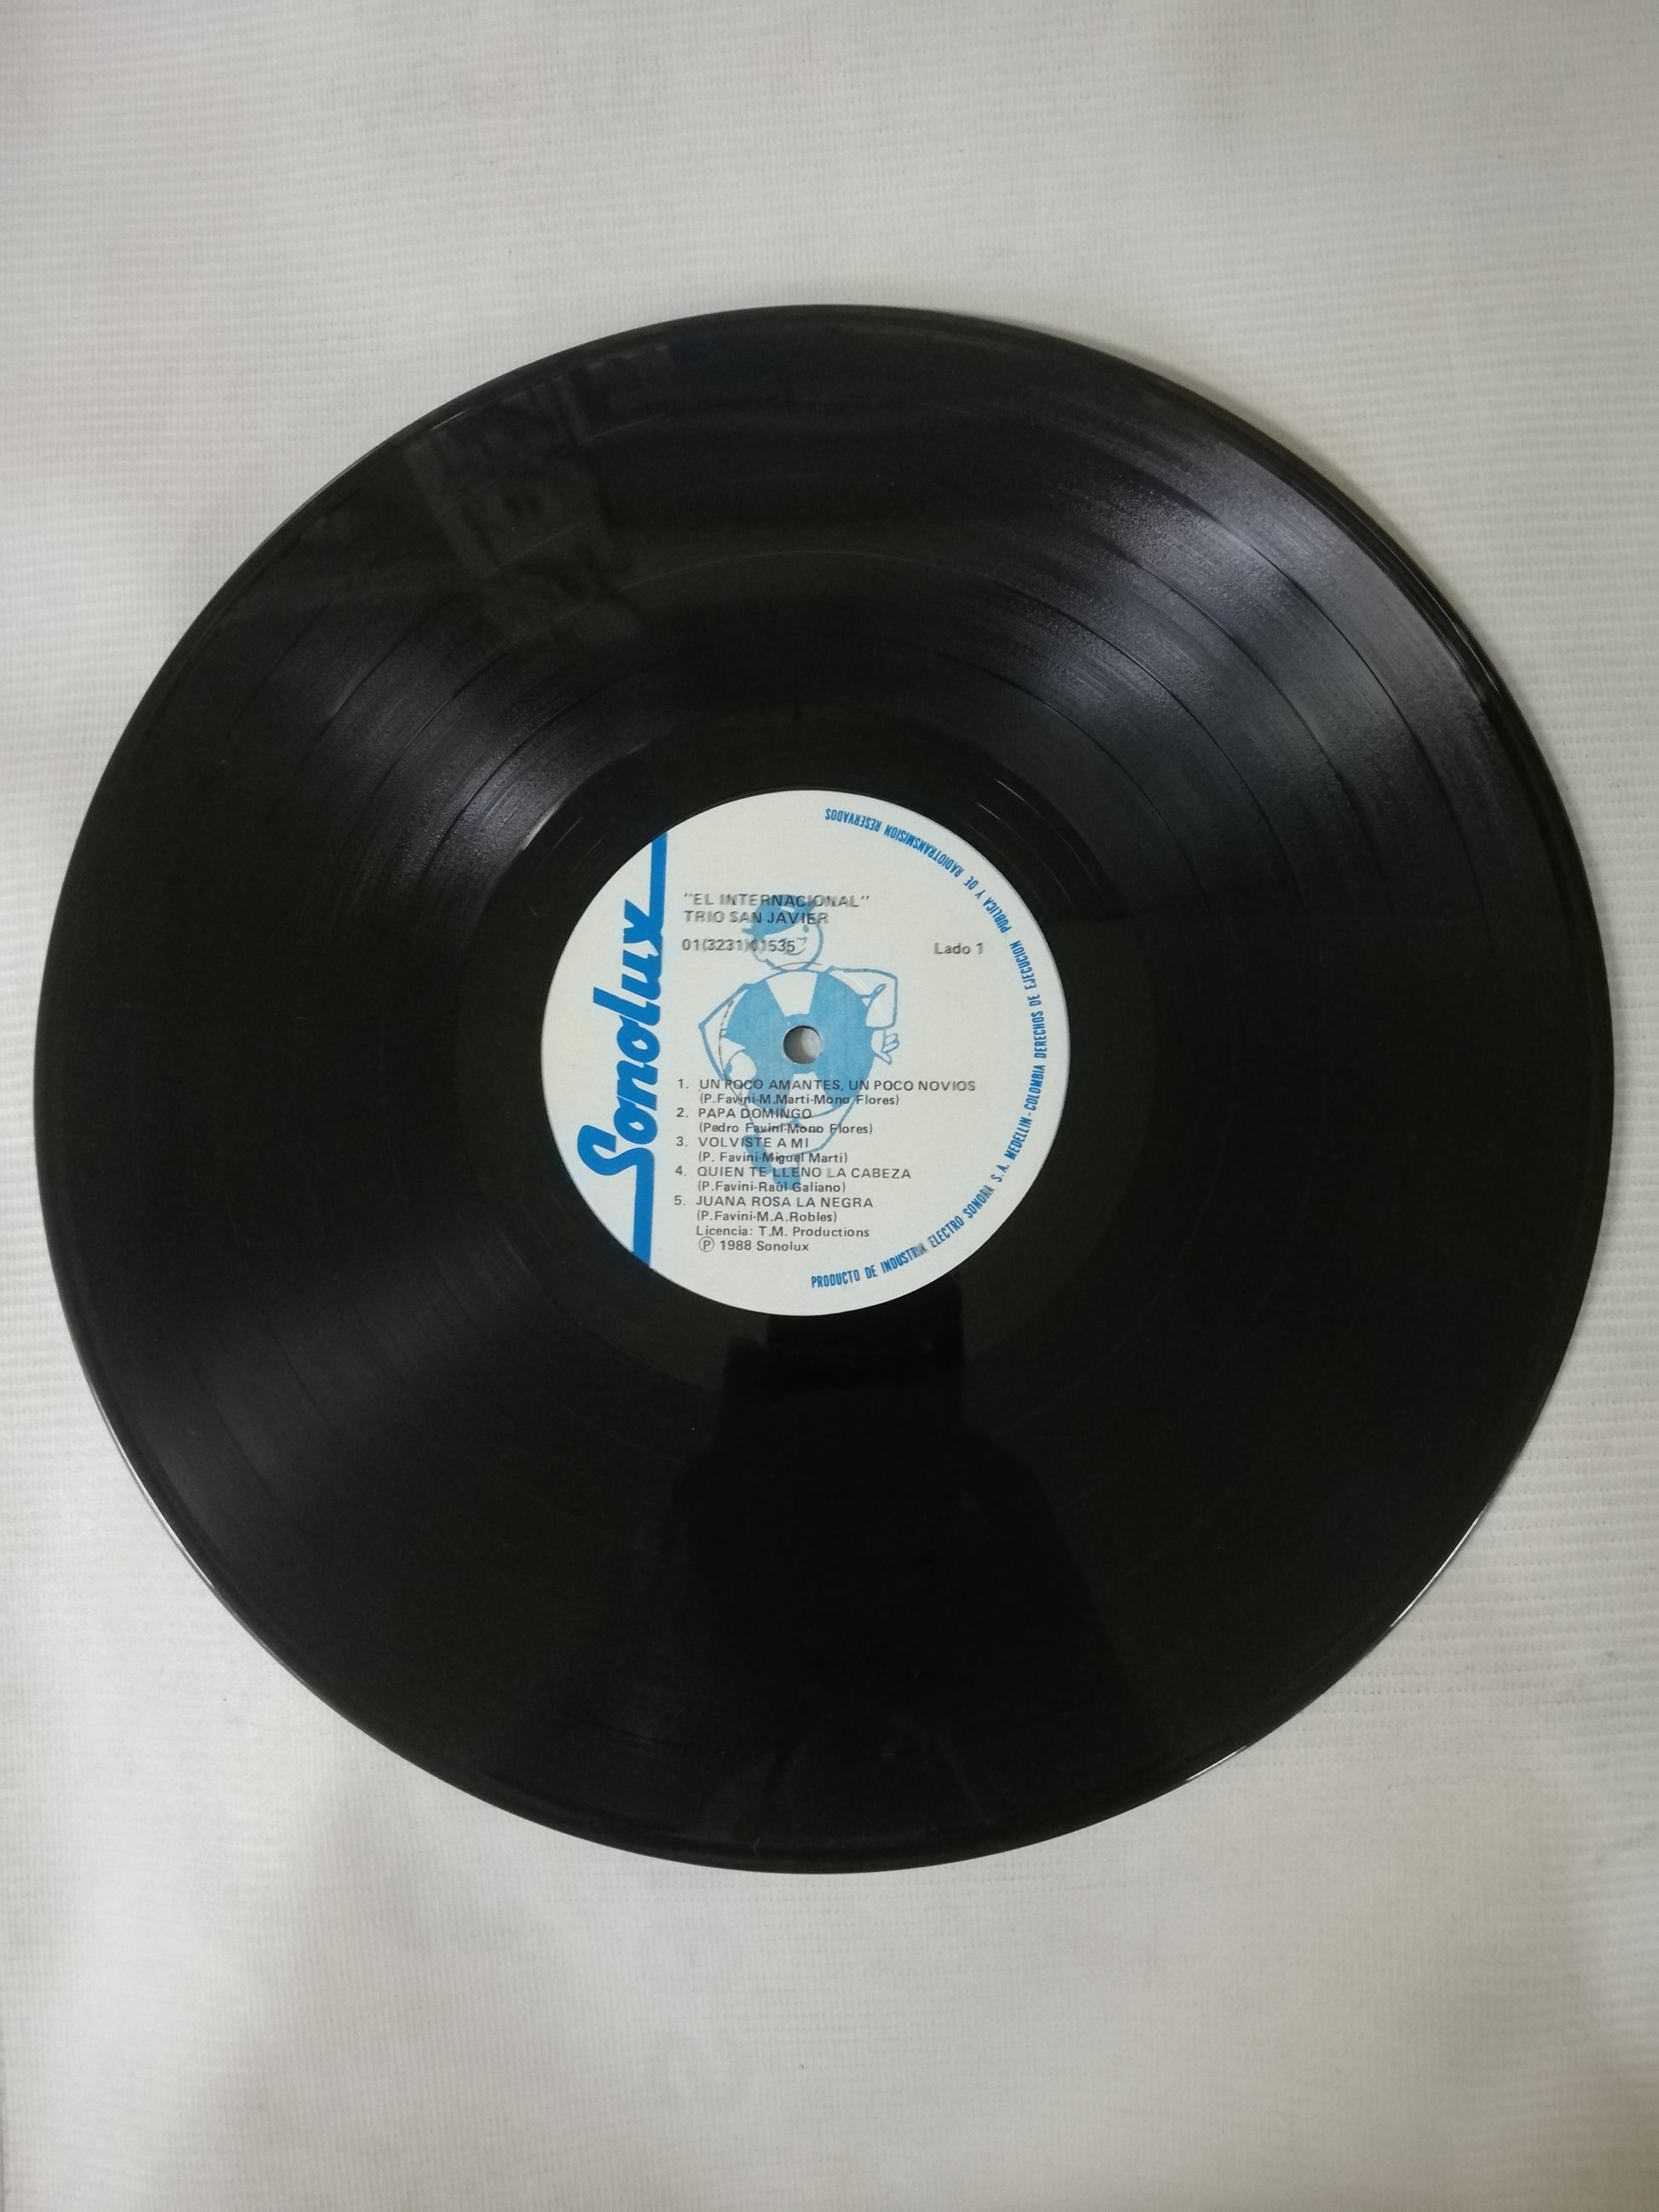 Sonolux
"EL INTERNACIONAL"
TRIO SAN JAVIER
01(3231)01535
Lado 1
1. UN POCO AMANTES, UN POCO NOVIOS
(P.Favini-M.Marti-Mono Flores)
2. PAPA DOMINGO
(Pedro Favini-Mono Flores)
3. VOLVISTE A MI
(P. Favini-Miguel Marti)
4. QUIEN TE LLENO LA CABEZA
(P.Favini-Raúl Galiano)
5. JUANA ROSA LA NEGRA
(P.Favini-M.A.Robles)
Licencia: T.M. Productions
Ⓟ 1988 Sonolux
PRODUCTO DE INDUSTRIA ELECTRO SONORA S.A. MEDELLIN - COLOMBIA DERECHOS DE EJECUCION PUBLICA Y DE RADIOTRANSMISION RESERVADOS